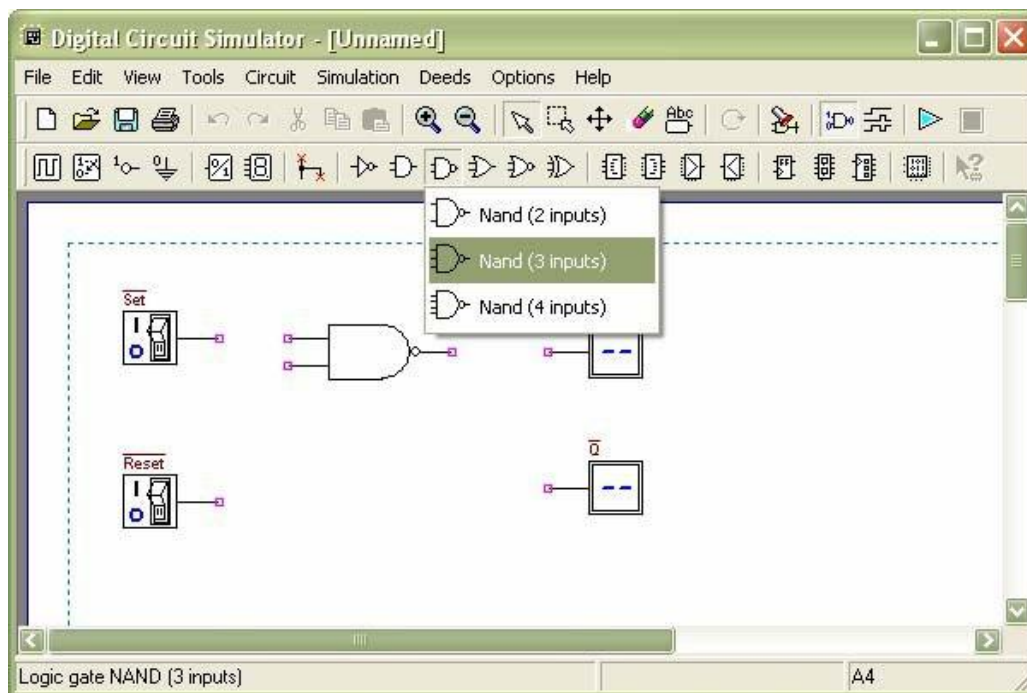 Digital Circuit Simulator - [Unnamed]
File Edit View Tools Circuit Simulation Deeds Options Help
Abc
Nand (2 inputs)
Nand (3 inputs)
Nand (4 inputs)
Set
Reset
Q
Logic gate NAND (3 inputs) A4